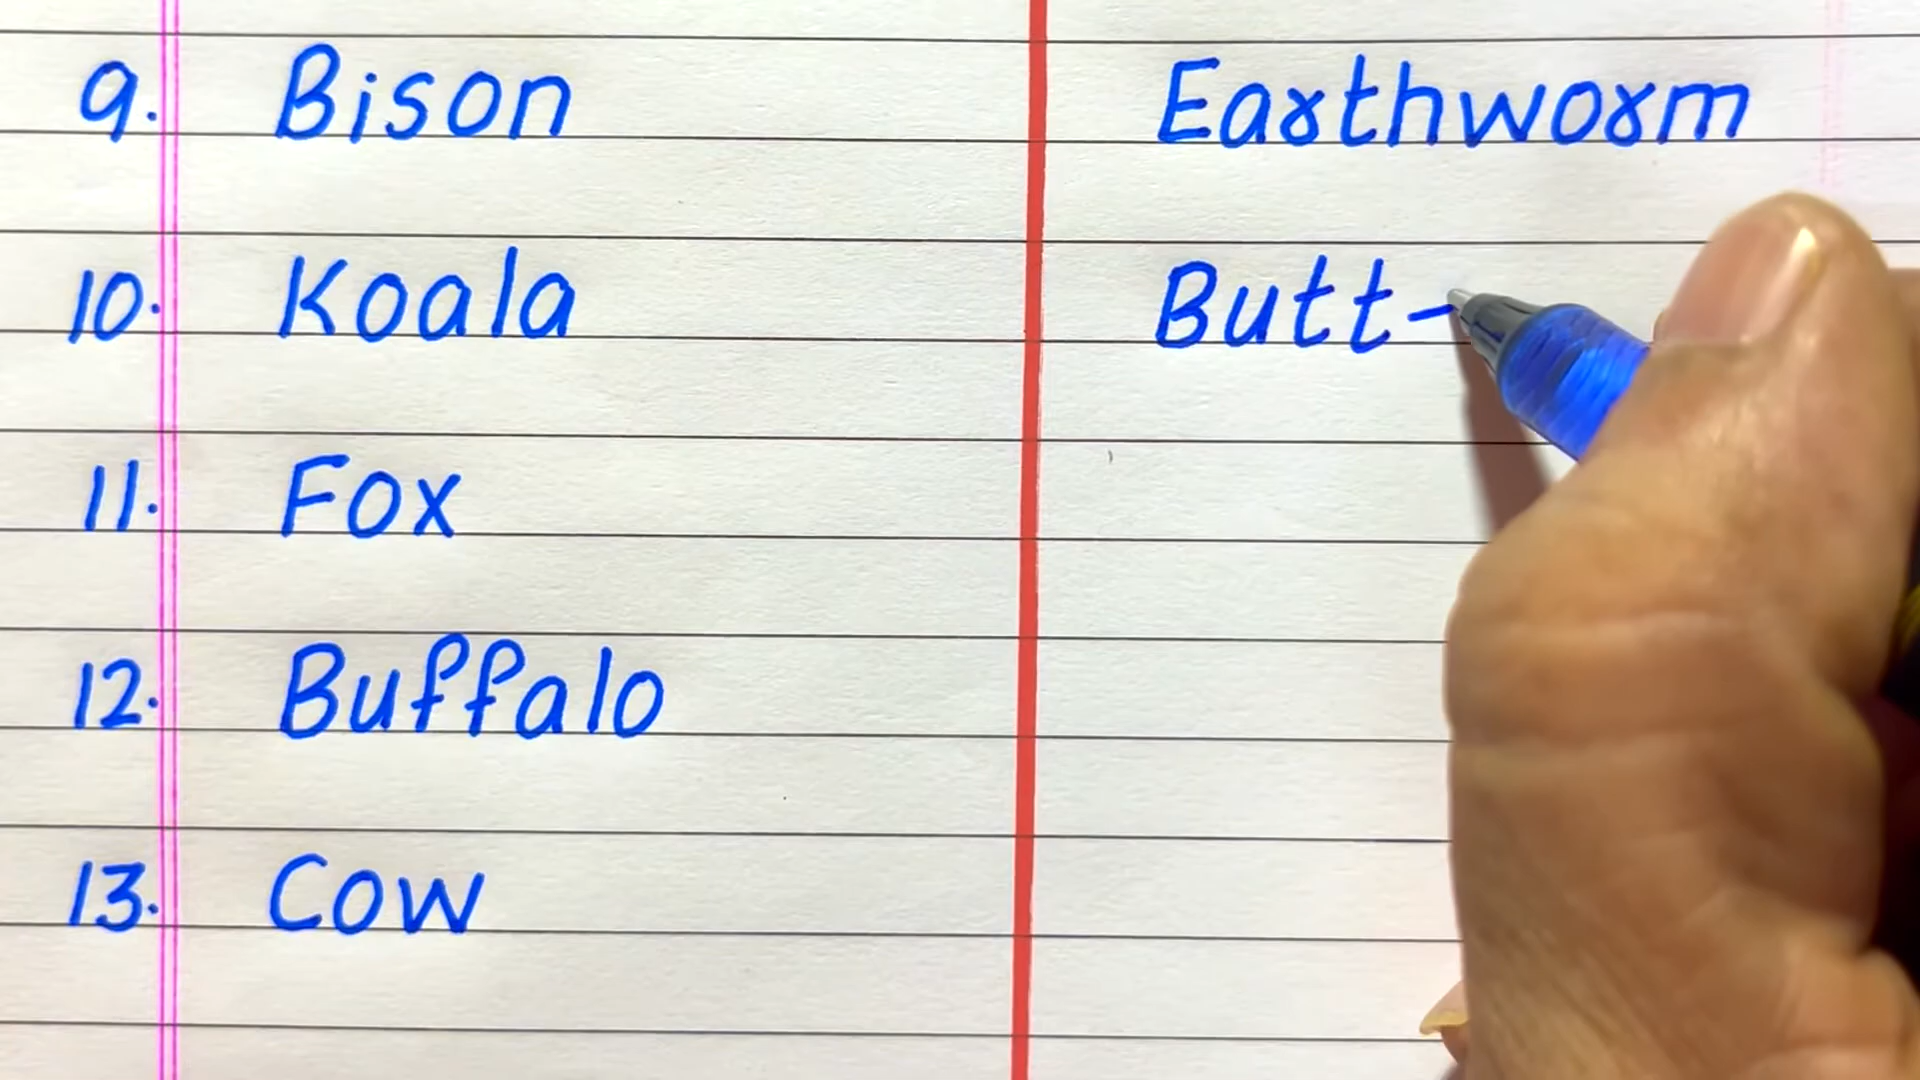 9. Bison Earthworm
10. Koala Butt
11. Fox
12. Buffalo
13. Cow